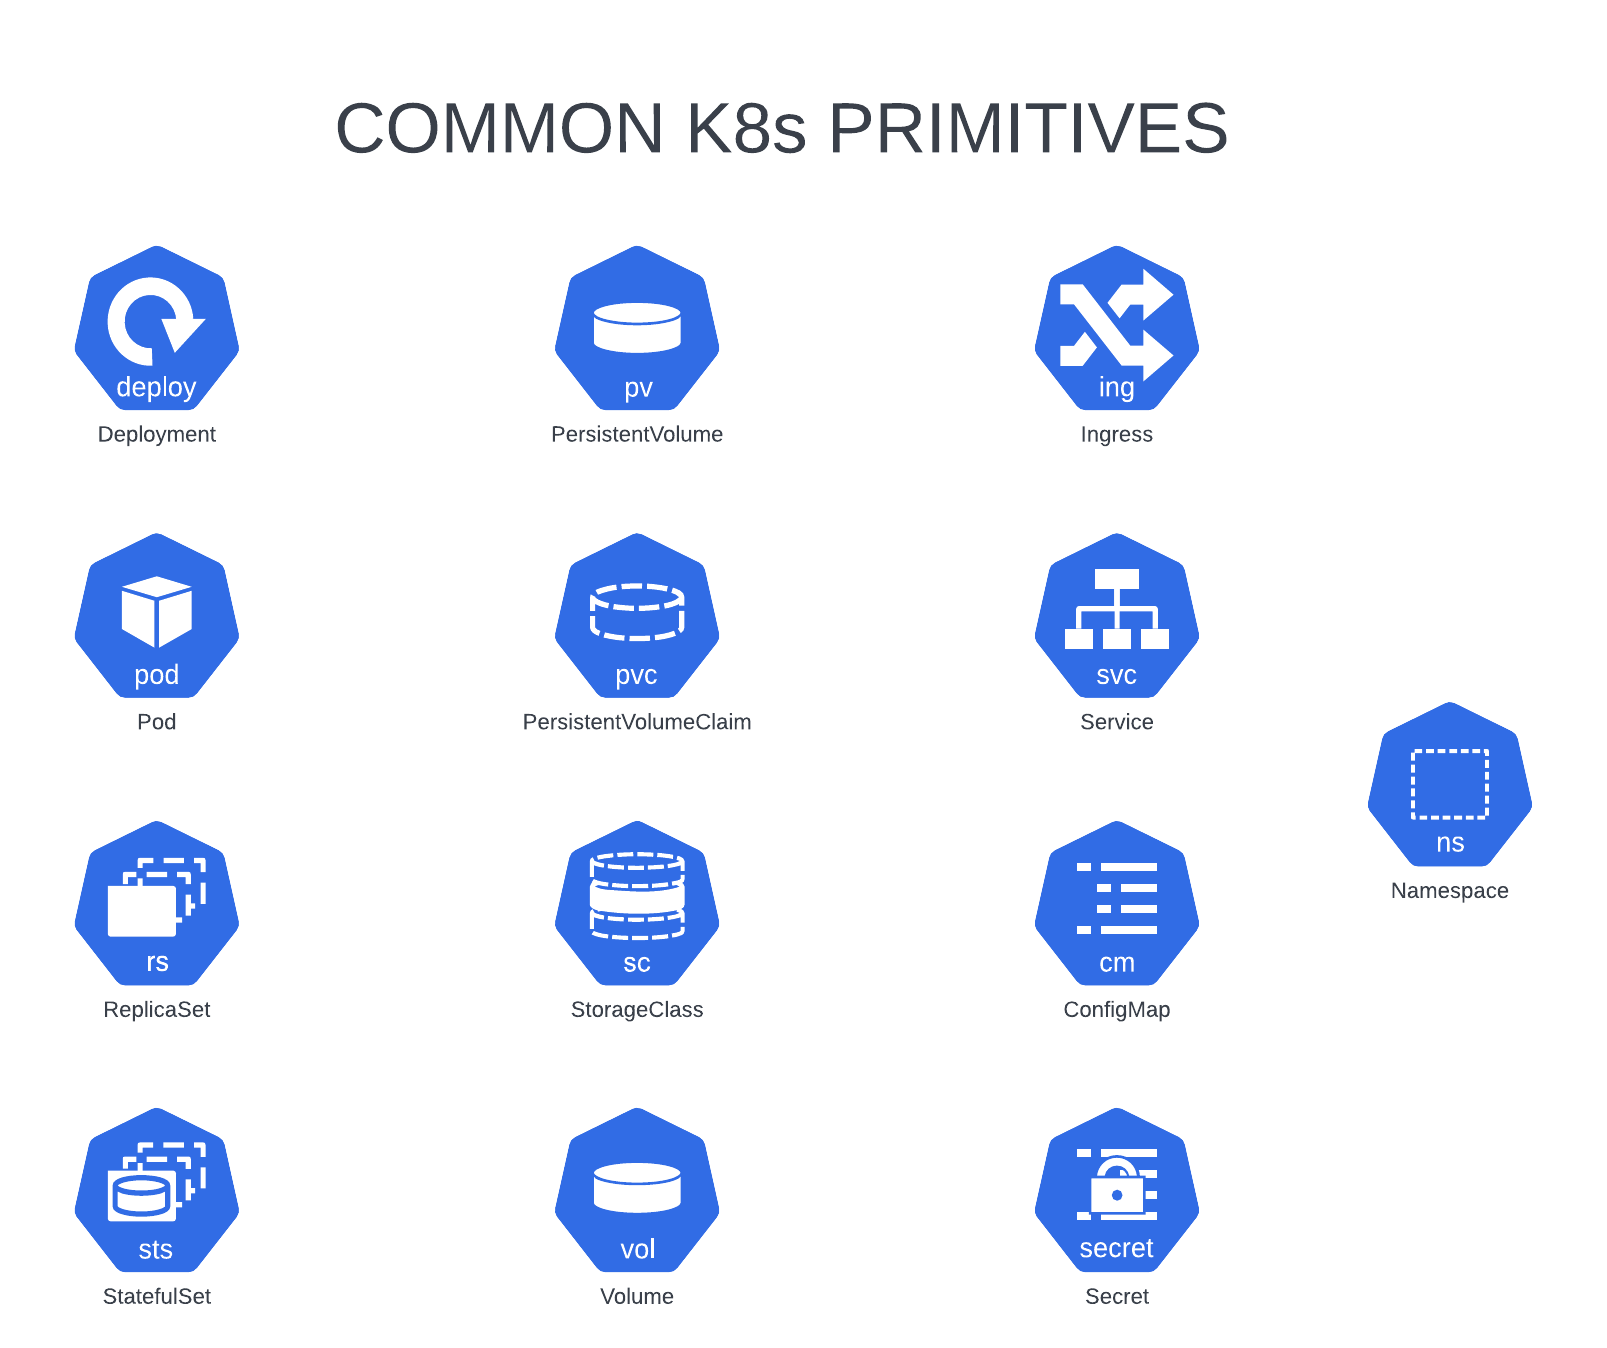 COMMON K8s PRIMITIVES
deploy
Deployment
pv
PersistentVolume
ing
Ingress
pod
Pod
pvc
PersistentVolumeClaim
svc
Service
ns
Namespace
rs
ReplicaSet
sc
StorageClass
cm
ConfigMap
sts
StatefulSet
vol
Volume
secret
Secret